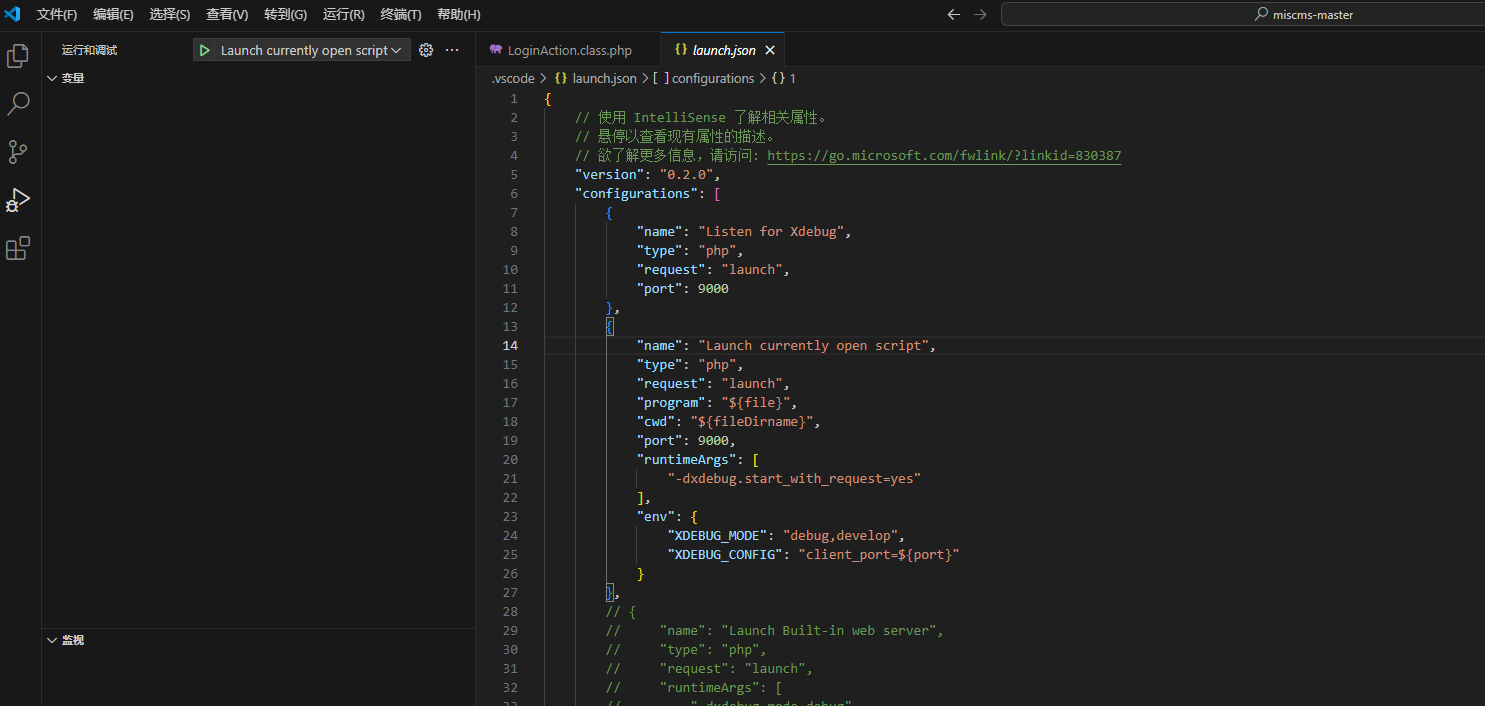 文件(F) 编辑(E) 选择(S) 查看(V) 转到(G) 运行(R) 终端(T) 帮助(H) miscms-master
运行和调试 Launch currently open script
变量
监视
LoginAction.class.php launch.json
.vscode > {} launch.json > [ ] configurations > {} 1
1 {
2 // 使用 IntelliSense 了解相关属性。
3 // 悬停以查看现有属性的描述。
4 // 欲了解更多信息，请访问: https://go.microsoft.com/fwlink/?linkid=830387
5 "version": "0.2.0",
6 "configurations": [
7 {
8 "name": "Listen for Xdebug",
9 "type": "php",
10 "request": "launch",
11 "port": 9000
12 },
13 {
14 "name": "Launch currently open script",
15 "type": "php",
16 "request": "launch",
17 "program": "${file}",
18 "cwd": "${fileDirname}",
19 "port": 9000,
20 "runtimeArgs": [
21 "-dxdebug.start_with_request=yes"
22 ],
23 "env": {
24 "XDEBUG_MODE": "debug,develop",
25 "XDEBUG_CONFIG": "client_port=${port}"
26 }
27 },
28 // {
29 // "name": "Launch Built-in web server",
30 // "type": "php",
31 // "request": "launch",
32 // "runtimeArgs": [